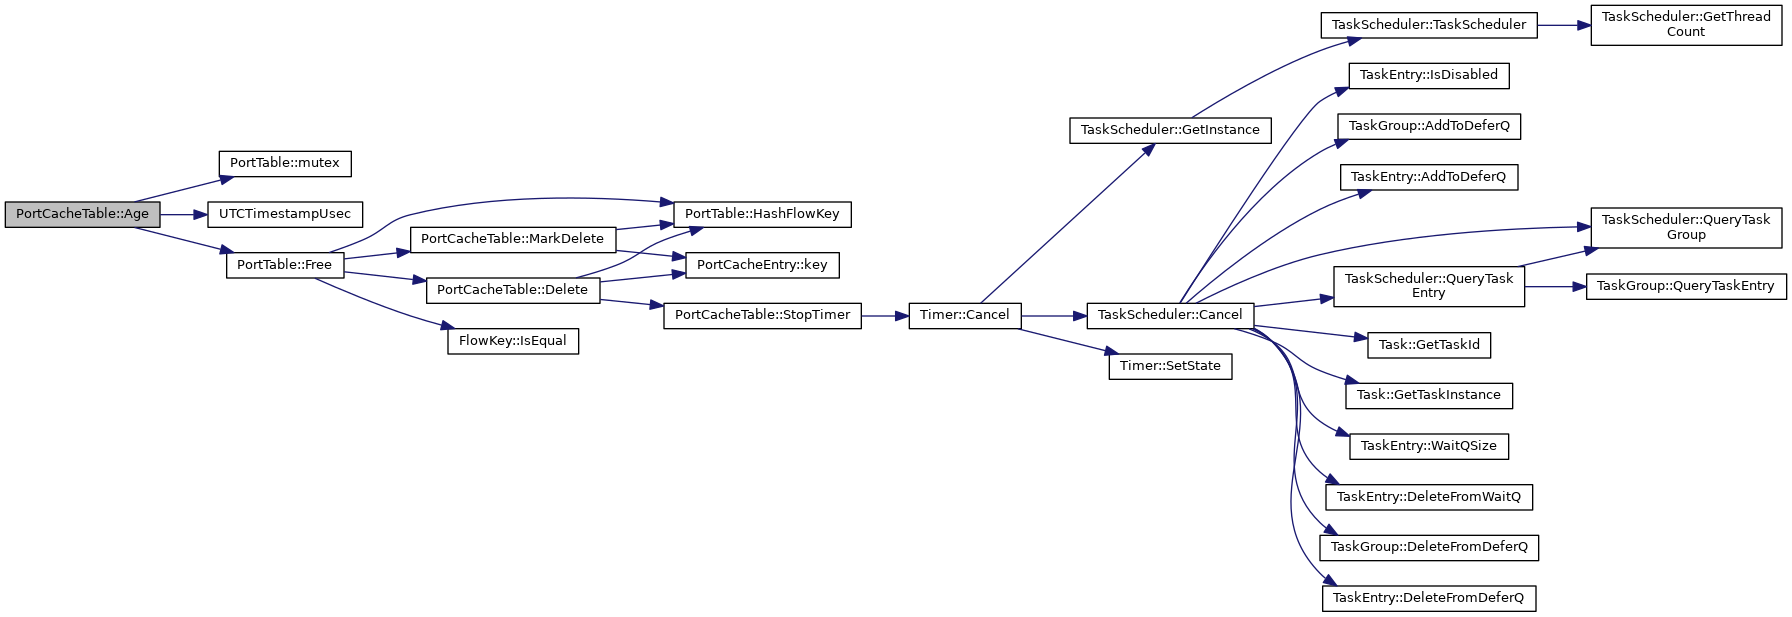 PortCacheTable::Age
PortTable::mutex
UTCTimestampUsec
PortTable::Free
PortCacheTable::MarkDelete
PortCacheTable::Delete
FlowKey::IsEqual
PortTable::HashFlowKey
PortCacheEntry::key
PortCacheTable::StopTimer
Timer::Cancel
TaskScheduler::GetInstance
TaskScheduler::Cancel
Timer::SetState
TaskScheduler::TaskScheduler
TaskEntry::IsDisabled
TaskGroup::AddToDeferQ
TaskEntry::AddToDeferQ
TaskScheduler::QueryTask
Entry
Task::GetTaskId
Task::GetTaskInstance
TaskEntry::WaitQSize
TaskEntry::DeleteFromWaitQ
TaskGroup::DeleteFromDeferQ
TaskEntry::DeleteFromDeferQ
TaskScheduler::GetThread
Count
TaskScheduler::QueryTask
Group
TaskGroup::QueryTaskEntry